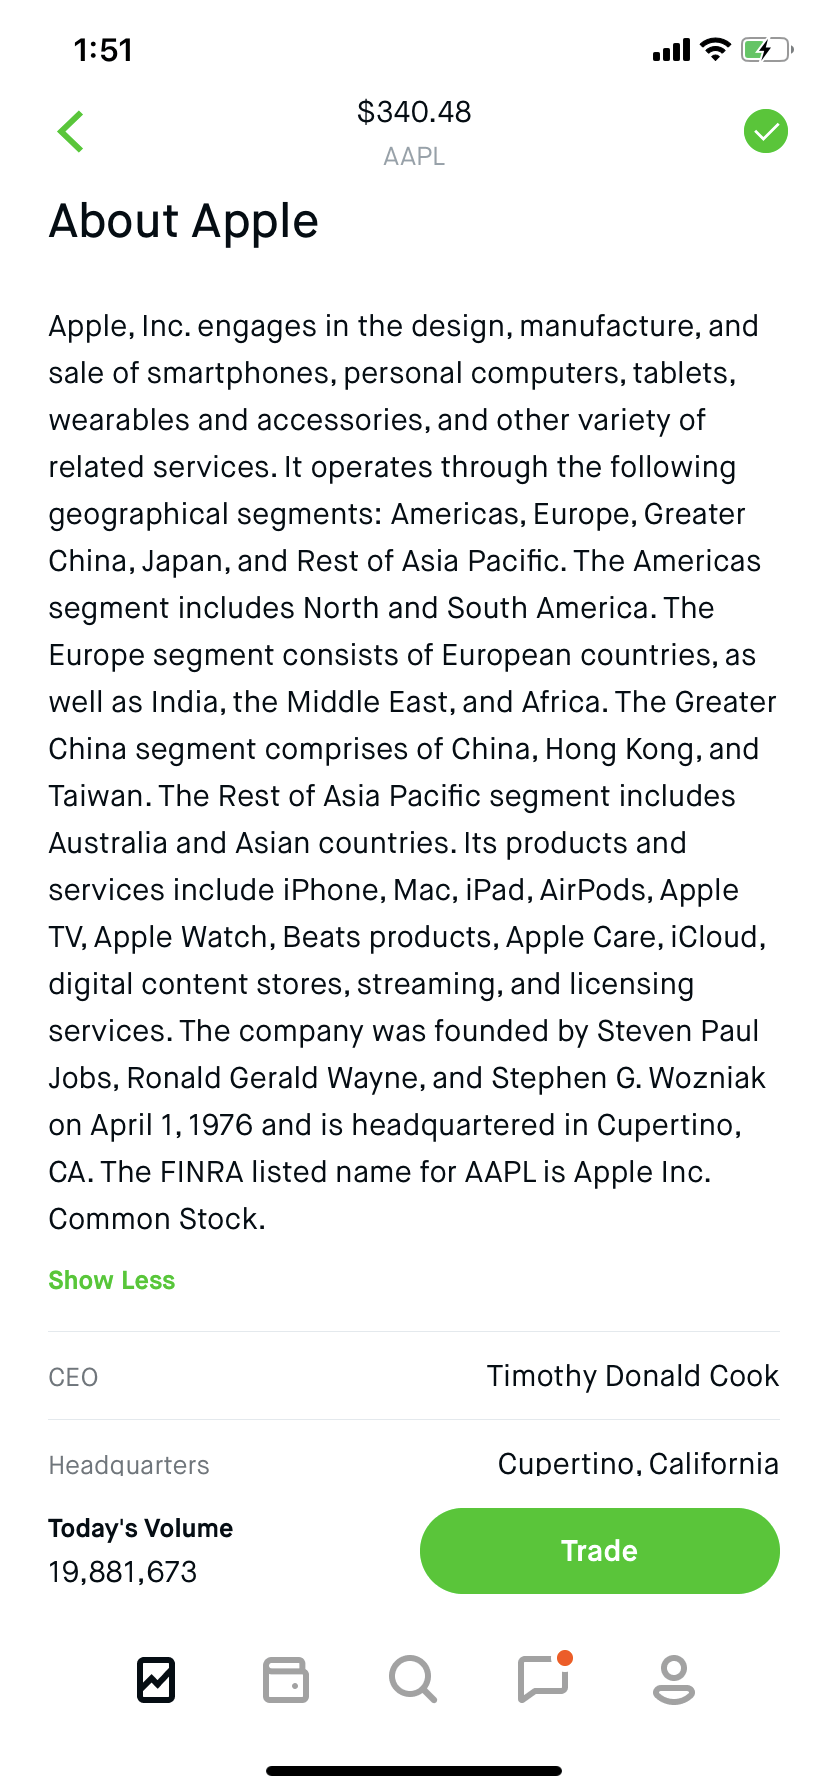 1:51
$340.48
AAPL
About Apple
Apple, Inc. engages in the design, manufacture, and
sale of smartphones, personal computers, tablets,
wearables and accessories, and other variety of
related services. It operates through the following
geographical segments: Americas, Europe, Greater
China, Japan, and Rest of Asia Pacific. The Americas
segment includes North and South America. The
Europe segment consists of European countries, as
well as India, the Middle East, and Africa. The Greater
China segment comprises of China, Hong Kong, and
Taiwan. The Rest of Asia Pacific segment includes
Australia and Asian countries. Its products and
services include iPhone, Mac, iPad, AirPods, Apple
TV, Apple Watch, Beats products, Apple Care, iCloud,
digital content stores, streaming, and licensing
services. The company was founded by Steven Paul
Jobs, Ronald Gerald Wayne, and Stephen G. Wozniak
on April 1, 1976 and is headquartered in Cupertino,
CA. The FINRA listed name for AAPL is Apple Inc.
Common Stock.
Show Less
CEO Timothy Donald Cook
Headquarters Cupertino, California
Today's Volume
19,881,673
Trade